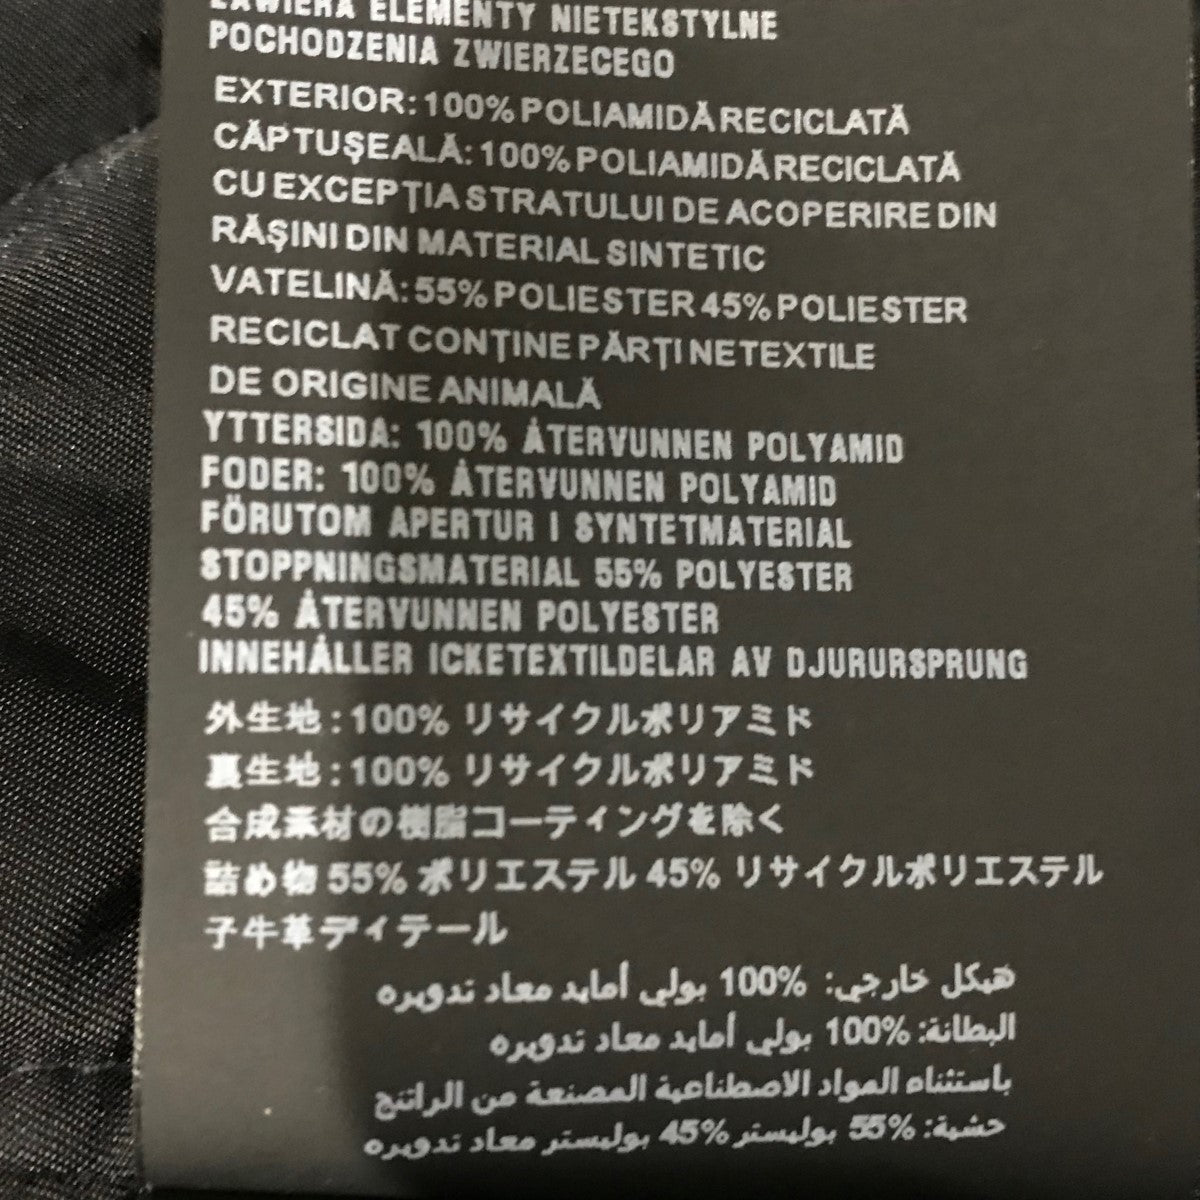 ZAWIERA ELEMENTY NIETEKSTYLNE
POCHODZENIA ZWIERZECEGO
EXTERIOR: 100% POLIAMIDĂ RECICLATĂ
CĂPTUȘEALĂ: 100% POLIAMIDĂ RECICLATĂ
CU EXCEPȚIA STRATULUI DE ACOPERIRE DIN
RĂȘINI DIN MATERIAL SINTETIC
VATELINĂ: 55% POLIESTER 45% POLIESTER
RECICLAT CONȚINE PĂRȚI NETEXTILE
DE ORIGINE ANIMALĂ
YTTERSIDA: 100% ÅTERVUNNEN POLYAMID
FODER: 100% ÅTERVUNNEN POLYAMID
FÖRUTOM APERTUR I SYNTETMATERIAL
STOPPNINGSMATERIAL 55% POLYESTER
45% ÅTERVUNNEN POLYESTER
INNEHÅLLER ICKETEXTILDELAR AV DJURURSPRUNG
外生地 : 100% リサイクルポリアミド
裏生地 : 100% リサイクルポリアミド
合成素材の樹脂コーティングを除く
詰め物 55% ポリエステル 45% リサイクルポリエステル
子牛革ディテール
هيكل خارجي: %100 بولي أمايد معاد تدويره
البطانة: %100 بولي أمايد معاد تدويره
باستثناء المواد الاصطناعية المصنعة من الراتنج
حشية: %55 بوليستر %45 بوليستر معاد تدويره